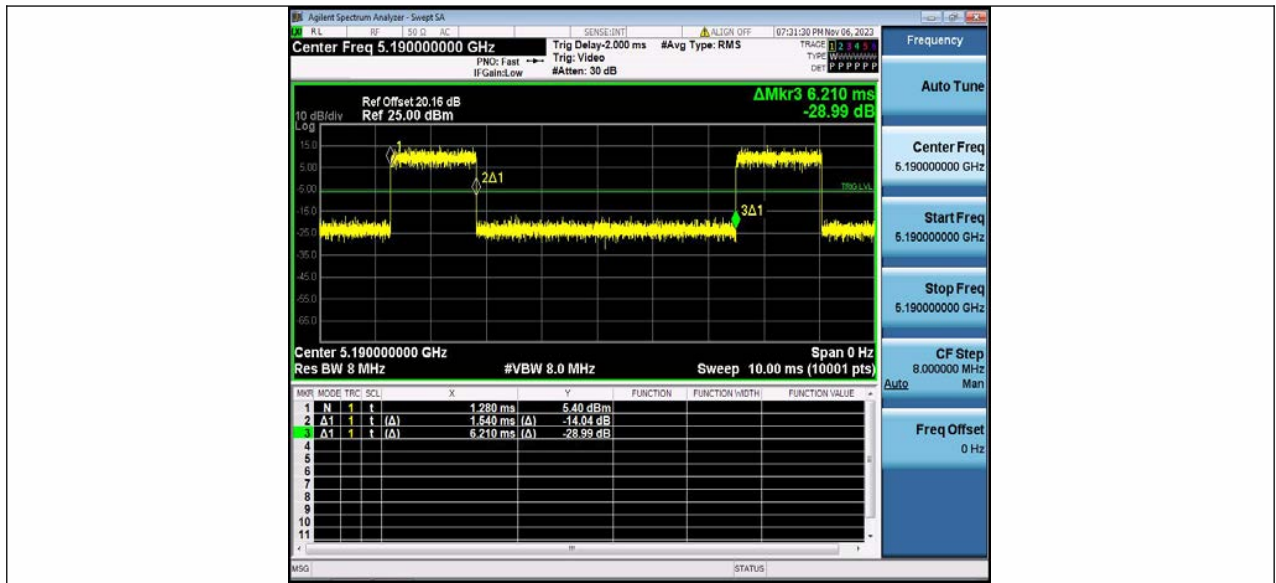 Agilent Spectrum Analyzer - Swept SA
RL RF 50 Ω AC SENSE:INT ALIGN OFF 07:31:30 PM Nov 06, 2023
Center Freq 5.190000000 GHz
PNO: Fast
IFGain:Low
Trig Delay-2.000 ms
Trig: Video
#Atten: 30 dB
#Avg Type: RMS
TRACE 1 2 3 4 5 6
TYPE WWWWWW
DET P P P P P P
Frequency
Auto Tune
Center Freq
5.190000000 GHz
Start Freq
5.190000000 GHz
Stop Freq
5.190000000 GHz
CF Step
8.000000 MHz
Auto Man
Freq Offset
0 Hz
ΔMkr3 6.210 ms
-28.99 dB
Ref Offset 20.16 dB
10 dB/div Ref 25.00 dBm
Log
15.0
5.00
-5.00
-15.0
-25.0
-35.0
-45.0
-55.0
-65.0
1
2Δ1
TRIG LVL
3Δ1
Center 5.190000000 GHz Span 0 Hz
Res BW 8 MHz #VBW 8.0 MHz Sweep 10.00 ms (10001 pts)
MKR MODE TRC SCL X Y FUNCTION FUNCTION WIDTH FUNCTION VALUE
1 N 1 t 1.280 ms 5.40 dBm
2 Δ1 1 t (Δ) 1.540 ms (Δ) -14.04 dB
3 Δ1 1 t (Δ) 6.210 ms (Δ) -28.99 dB
4
5
6
7
8
9
10
11
MSG STATUS